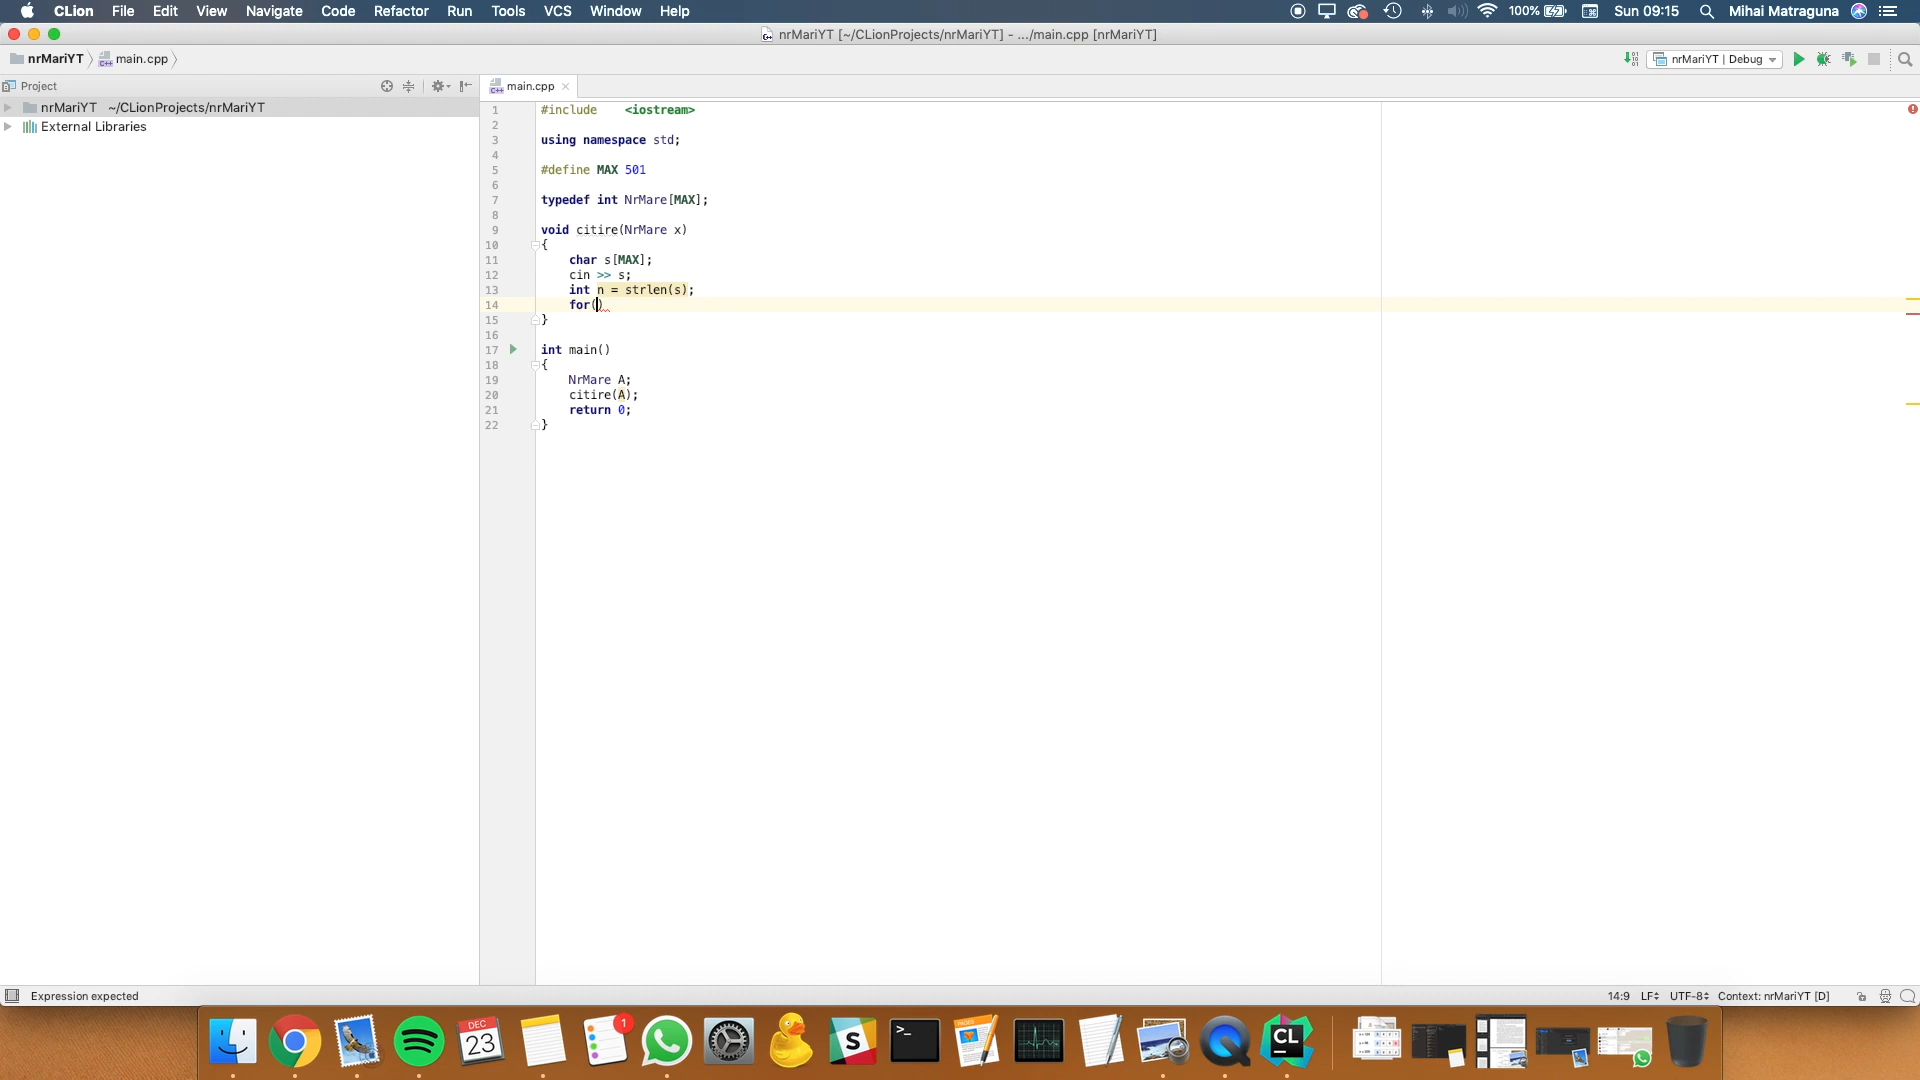 CLion File Edit View Navigate Code Refactor Run Tools VCS Window Help 100% Sun 09:15 Mihai Matraguna
nrMariYT [~/CLionProjects/nrMariYT] - .../main.cpp [nrMariYT]
nrMariYT main.cpp nrMariYT | Debug
Project main.cpp
nrMariYT ~/CLionProjects/nrMariYT
External Libraries
1 #include <iostream>
2
3 using namespace std;
4
5 #define MAX 501
6
7 typedef int NrMare[MAX];
8
9 void citire(NrMare x)
10 {
11 char s[MAX];
12 cin >> s;
13 int n = strlen(s);
14 for()
15 }
16
17 int main()
18 {
19 NrMare A;
20 citire(A);
21 return 0;
22 }
Expression expected 14:9 LF UTF-8 Context: nrMariYT [D]
DEC
23
1
S
>_
PAGES
CL